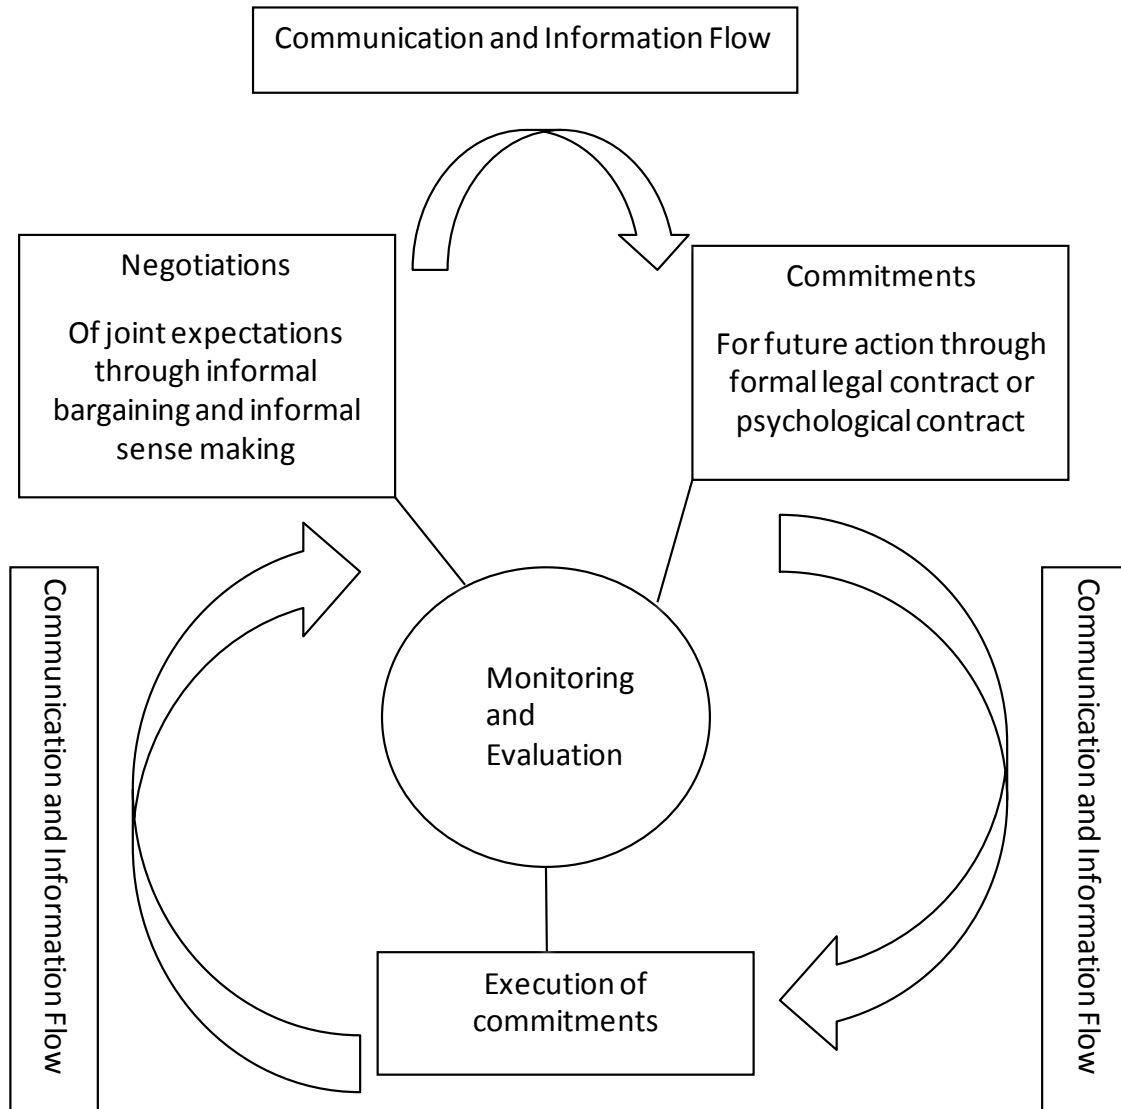 Communication and Information Flow
Negotiations
Of joint expectations
through informal
bargaining and informal
sense making
Commitments
For future action through
formal legal contract or
psychological contract
Communication and Information Flow
Monitoring
and
Evaluation
Communication and Information Flow
Execution of
commitments